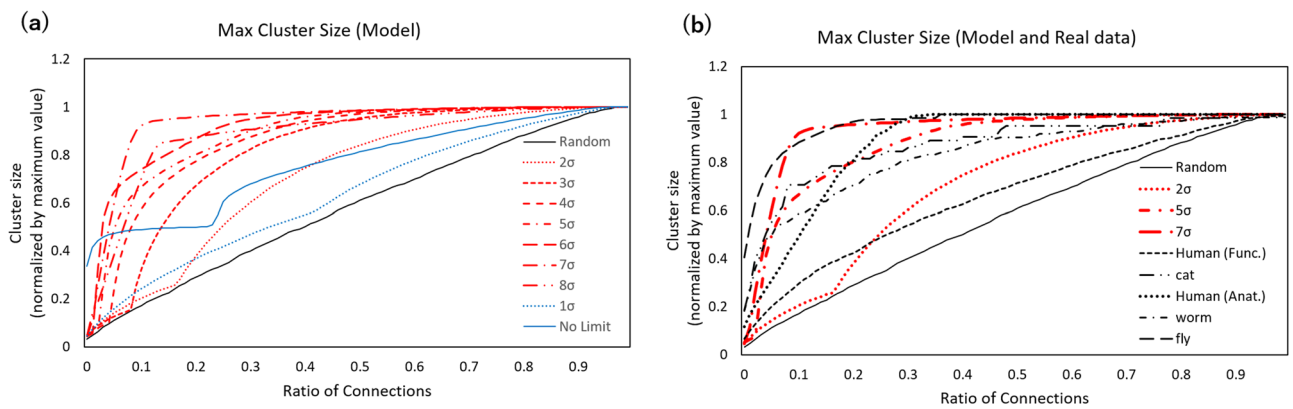 (a)
Max Cluster Size (Model)
Cluster size
(normalized by maximum value)
1.2
1
0.8
0.6
0.4
0.2
0
0 0.1 0.2 0.3 0.4 0.5 0.6 0.7 0.8 0.9
Ratio of Connections
Random
2σ
3σ
4σ
5σ
6σ
7σ
8σ
1σ
No Limit
(b)
Max Cluster Size (Model and Real data)
Cluster size
(normalized by maximum value)
1.2
1
0.8
0.6
0.4
0.2
0
0 0.1 0.2 0.3 0.4 0.5 0.6 0.7 0.8 0.9
Ratio of Connections
Random
2σ
5σ
7σ
Human (Func.)
cat
Human (Anat.)
worm
fly